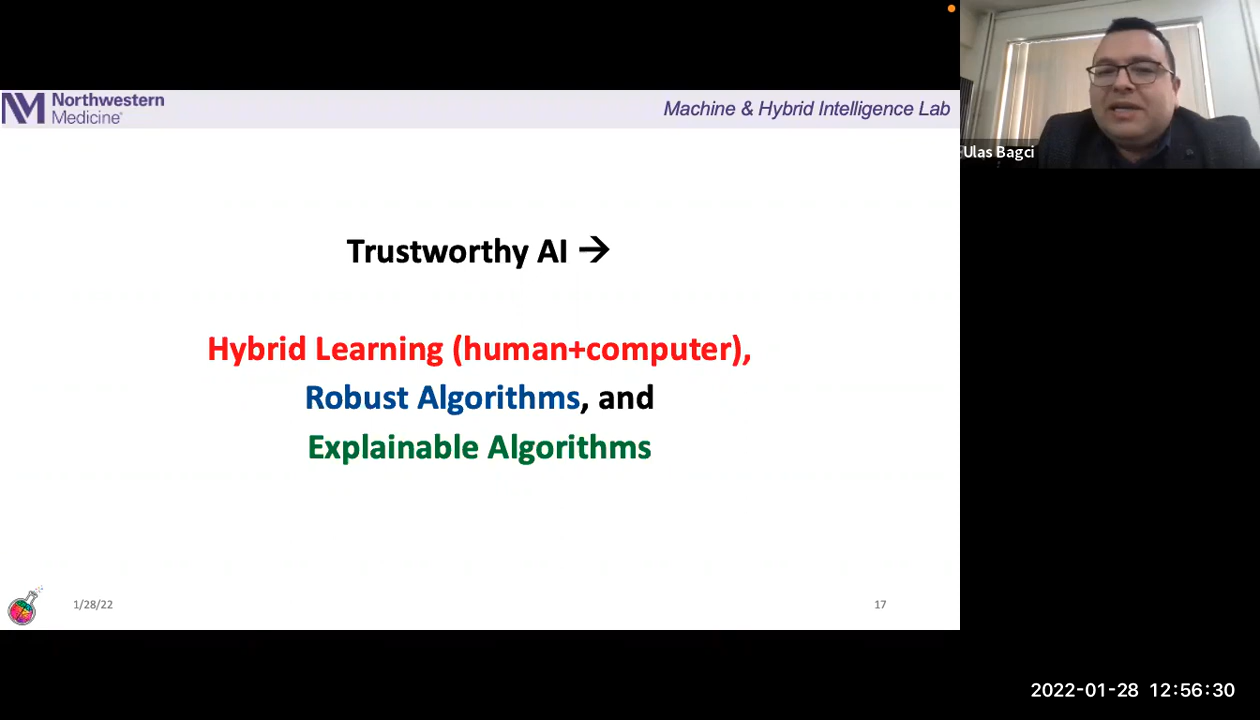 Northwestern
Medicine®
Machine & Hybrid Intelligence Lab
Ulas Bagci
Trustworthy AI →
Hybrid Learning (human+computer),
Robust Algorithms, and
Explainable Algorithms
1/28/22
17
2022-01-28 12:56:30